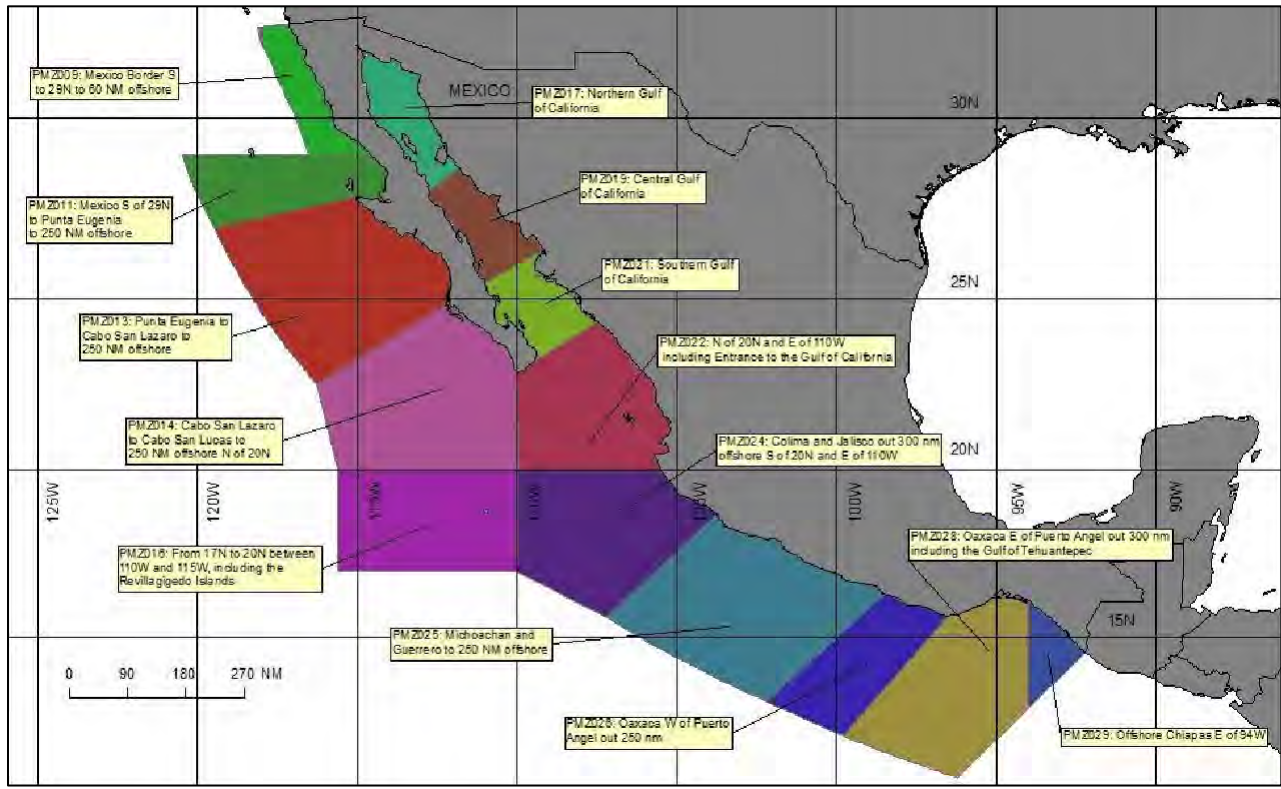 PMZ009: Mexico Border S
to 29N to 60 NM offshore
MEXICO
PMZ017: Northern Gulf
of California
30N
PMZ019: Central Gulf
of California
PMZ011: Mexico S of 29N
to Punta Eugenia
to 250 NM offshore
PMZ021: Southern Gulf
of California
25N
PMZ013: Punta Eugenia to
Cabo San Lazaro to
250 NM offshore
PMZ022: N of 20N and E of 110W
including Entrance to the Gulf of California
PMZ014: Cabo San Lazaro
to Cabo San Lucas to
250 NM offshore N of 20N
PMZ024: Colima and Jalisco out 300 nm
offshore S of 20N and E of 110W
20N
125W
120W
115W
110W
105W
100W
95W
90W
PMZ016: From 17N to 20N between
110W and 115W, including the
Revillagigedo Islands
PMZ028: Oaxaca E of Puerto Angel out 300 nm
including the Gulf of Tehuantepec
15N
PMZ025: Michoachan and
Guerrero to 250 NM offshore
0 90 180 270 NM
PMZ026: Oaxaca W of Puerto
Angel out 250 nm
PMZ029: Offshore Chiapas E of 94W